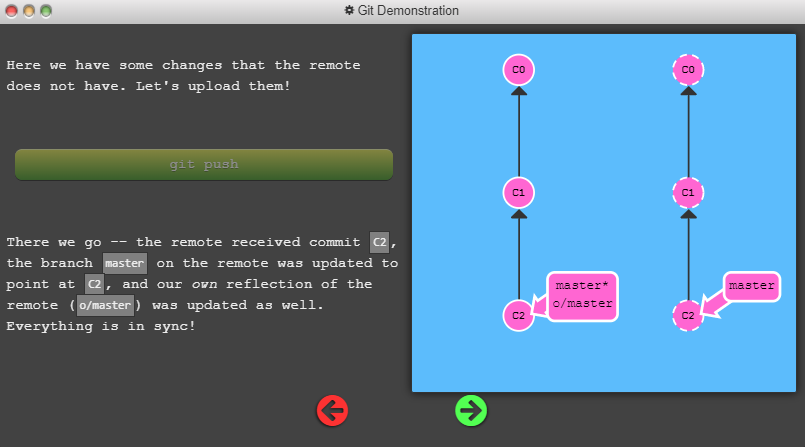 Git Demonstration
Here we have some changes that the remote
does not have. Let's upload them!
git push
There we go -- the remote received commit C2,
the branch master on the remote was updated to
point at C2, and our own reflection of the
remote (o/master) was updated as well.
Everything is in sync!
C0
C0
C1
C1
master*
o/master
master
C2
C2